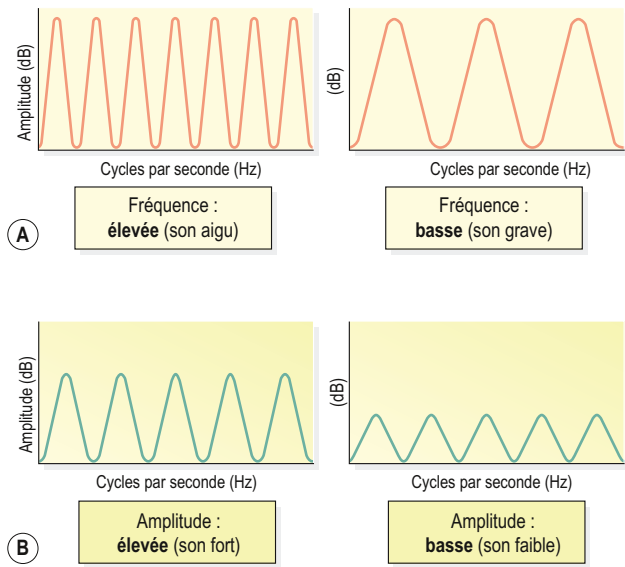 Amplitude (dB)
(dB)
Cycles par seconde (Hz)
Cycles par seconde (Hz)
A
Fréquence :
élevée (son aigu)
Fréquence :
basse (son grave)
Amplitude (dB)
(dB)
Cycles par seconde (Hz)
Cycles par seconde (Hz)
B
Amplitude :
élevée (son fort)
Amplitude :
basse (son faible)